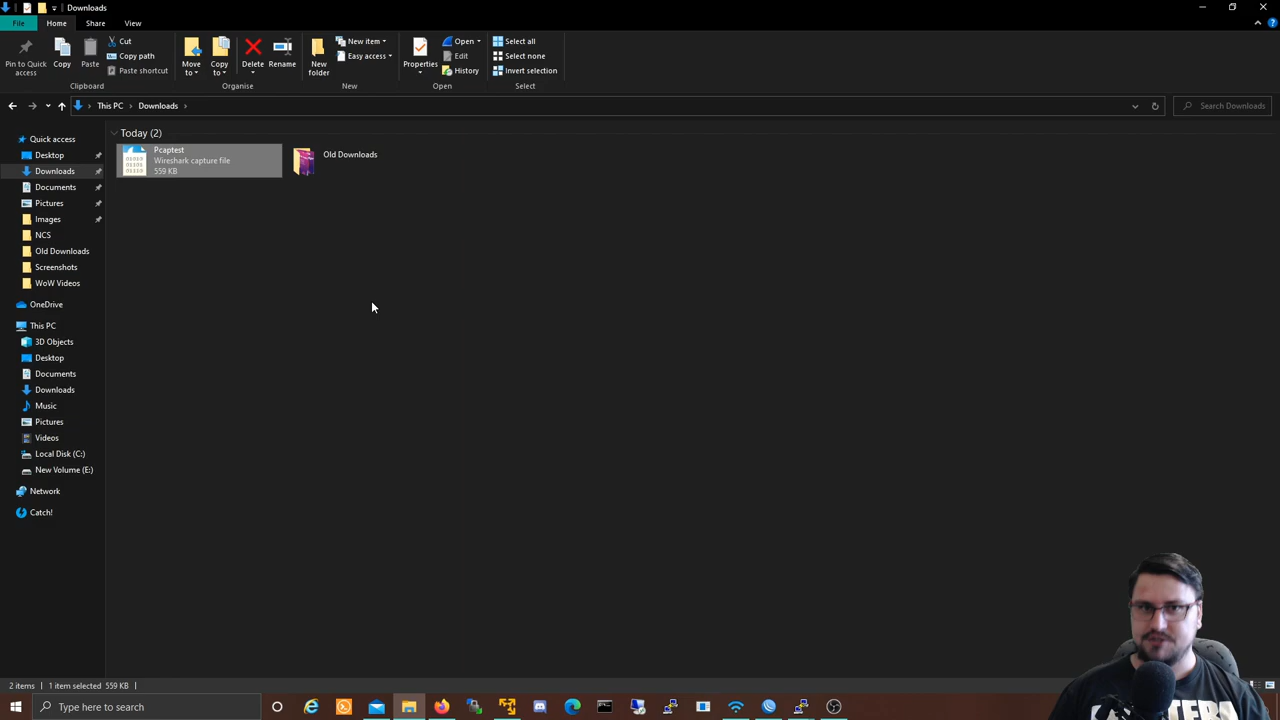 Downloads
File
Home
Share
View
Pin to Quick
access
Copy
Paste
Cut
Copy path
Paste shortcut
Clipboard
Move
to
Copy
to
Delete
Rename
Organise
New
folder
New item
Easy access
New
Properties
Open
Edit
History
Open
Select all
Select none
Invert selection
Select
This PC
Downloads
Search Downloads
Quick access
Desktop
Downloads
Documents
Pictures
Images
NCS
Old Downloads
Screenshots
WoW Videos
OneDrive
This PC
3D Objects
Desktop
Documents
Downloads
Music
Pictures
Videos
Local Disk (C:)
New Volume (E:)
Network
Catch!
Today (2)
Pcaptest
Wireshark capture file
559 KB
01010
00101
01110
Old Downloads
2 items
1 item selected 559 KB
Type here to search